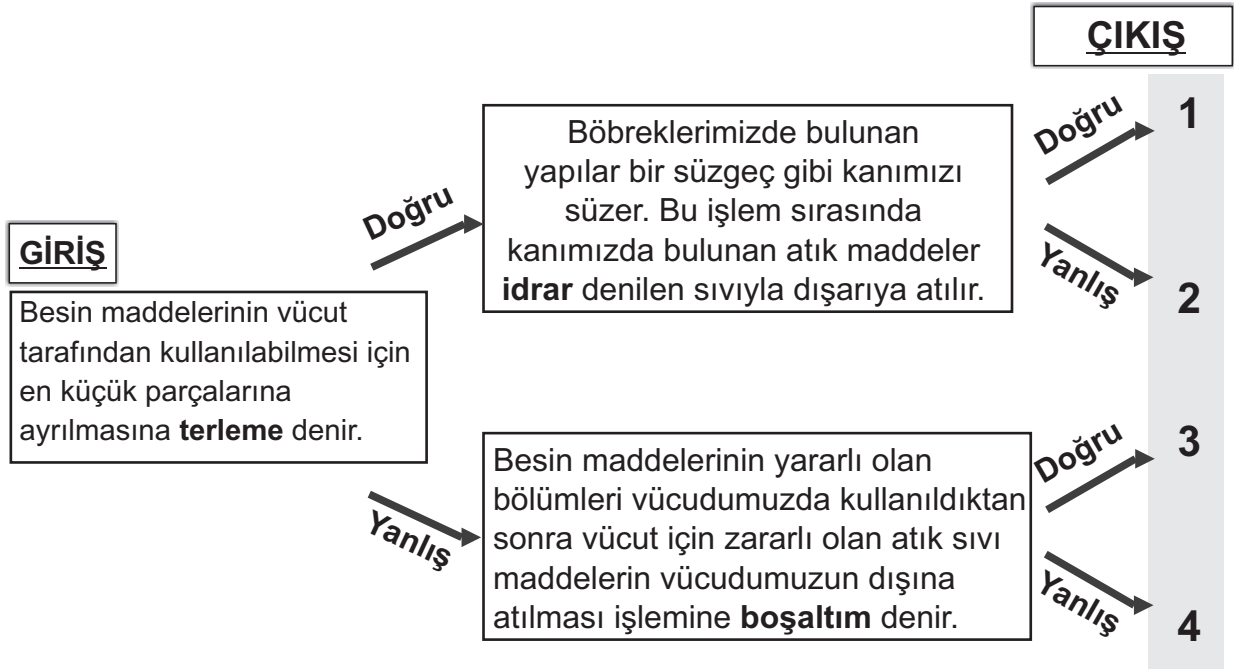 ÇIKIŞ
GİRİŞ
Besin maddelerinin vücut
tarafından kullanılabilmesi için
en küçük parçalarına
ayrılmasına terleme denir.
Doğru
Yanlış
Böbreklerimizde bulunan
yapılar bir süzgeç gibi kanımızı
süzer. Bu işlem sırasında
kanımızda bulunan atık maddeler
idrar denilen sıvıyla dışarıya atılır.
Doğru
1
Yanlış
2
Besin maddelerinin yararlı olan
bölümleri vücudumuzda kullanıldıktan
sonra vücut için zararlı olan atık sıvı
maddelerin vücudumuzun dışına
atılması işlemine boşaltım denir.
Doğru
3
Yanlış
4